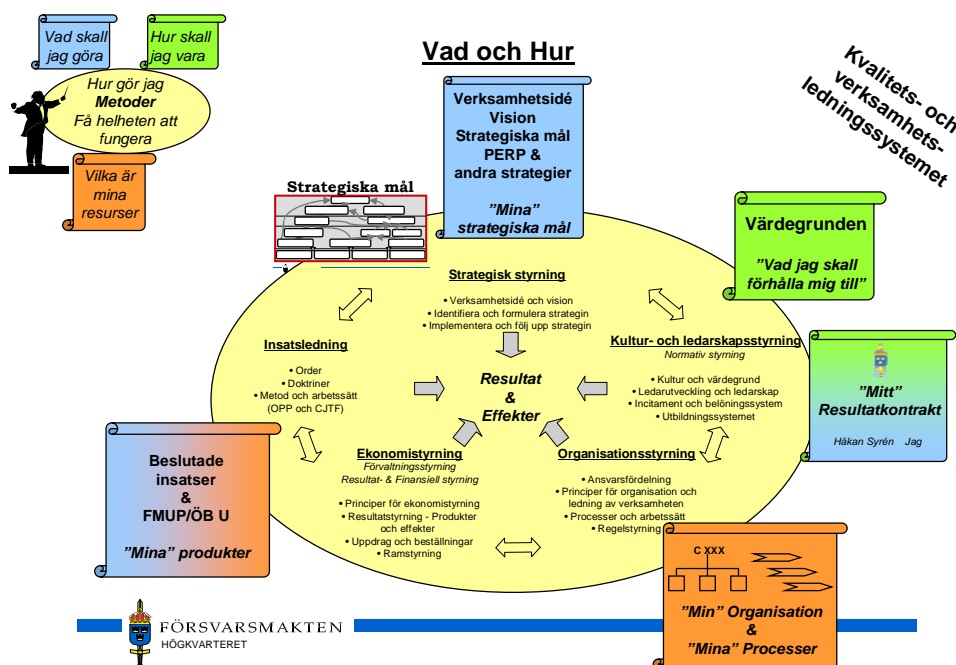 Vad skall
jag göra
Hur skall
jag vara
Hur gör jag
Metoder
Få helheten att
fungera
Vilka är
mina
resurser
Vad och Hur
Kvalitets- och
verksamhets-
ledningssystemet
Verksamhetsidé
Vision
Strategiska mål
PERP &
andra strategier
”Mina”
strategiska mål
Strategiska mål
Värdegrunden
”Vad jag skall
förhålla mig till”
Strategisk styrning
• Verksamhetsidé och vision
• Identifiera och formulera strategin
• Implementera och följ upp strategin
Insatsledning
• Order
• Doktriner
• Metod och arbetssätt
(OPP och CJTF)
Resultat
&
Effekter
Kultur- och ledarskapsstyrning
Normativ styrning
• Kultur och värdegrund
• Ledarutveckling och ledarskap
• Incitament och belöningssystem
• Utbildningssystemet
”Mitt”
Resultatkontrakt
Håkan Syrén Jag
Ekonomistyrning
Förvaltningsstyrning
Resultat- & Finansiell styrning
• Principer för ekonomistyrning
• Resultatstyrning - Produkter
och effekter
• Uppdrag och beställningar
• Ramstyrning
Organisationsstyrning
• Ansvarsfördelning
• Principer för organisation och
ledning av verksamheten
• Processer och arbetssätt
• Regelstyrning
Beslutade
insatser
&
FMUP/ÖB U
”Mina” produkter
C XXX
”Min” Organisation
&
”Mina” Processer
FÖRSVARSMAKTEN
HÖGKVARTERET